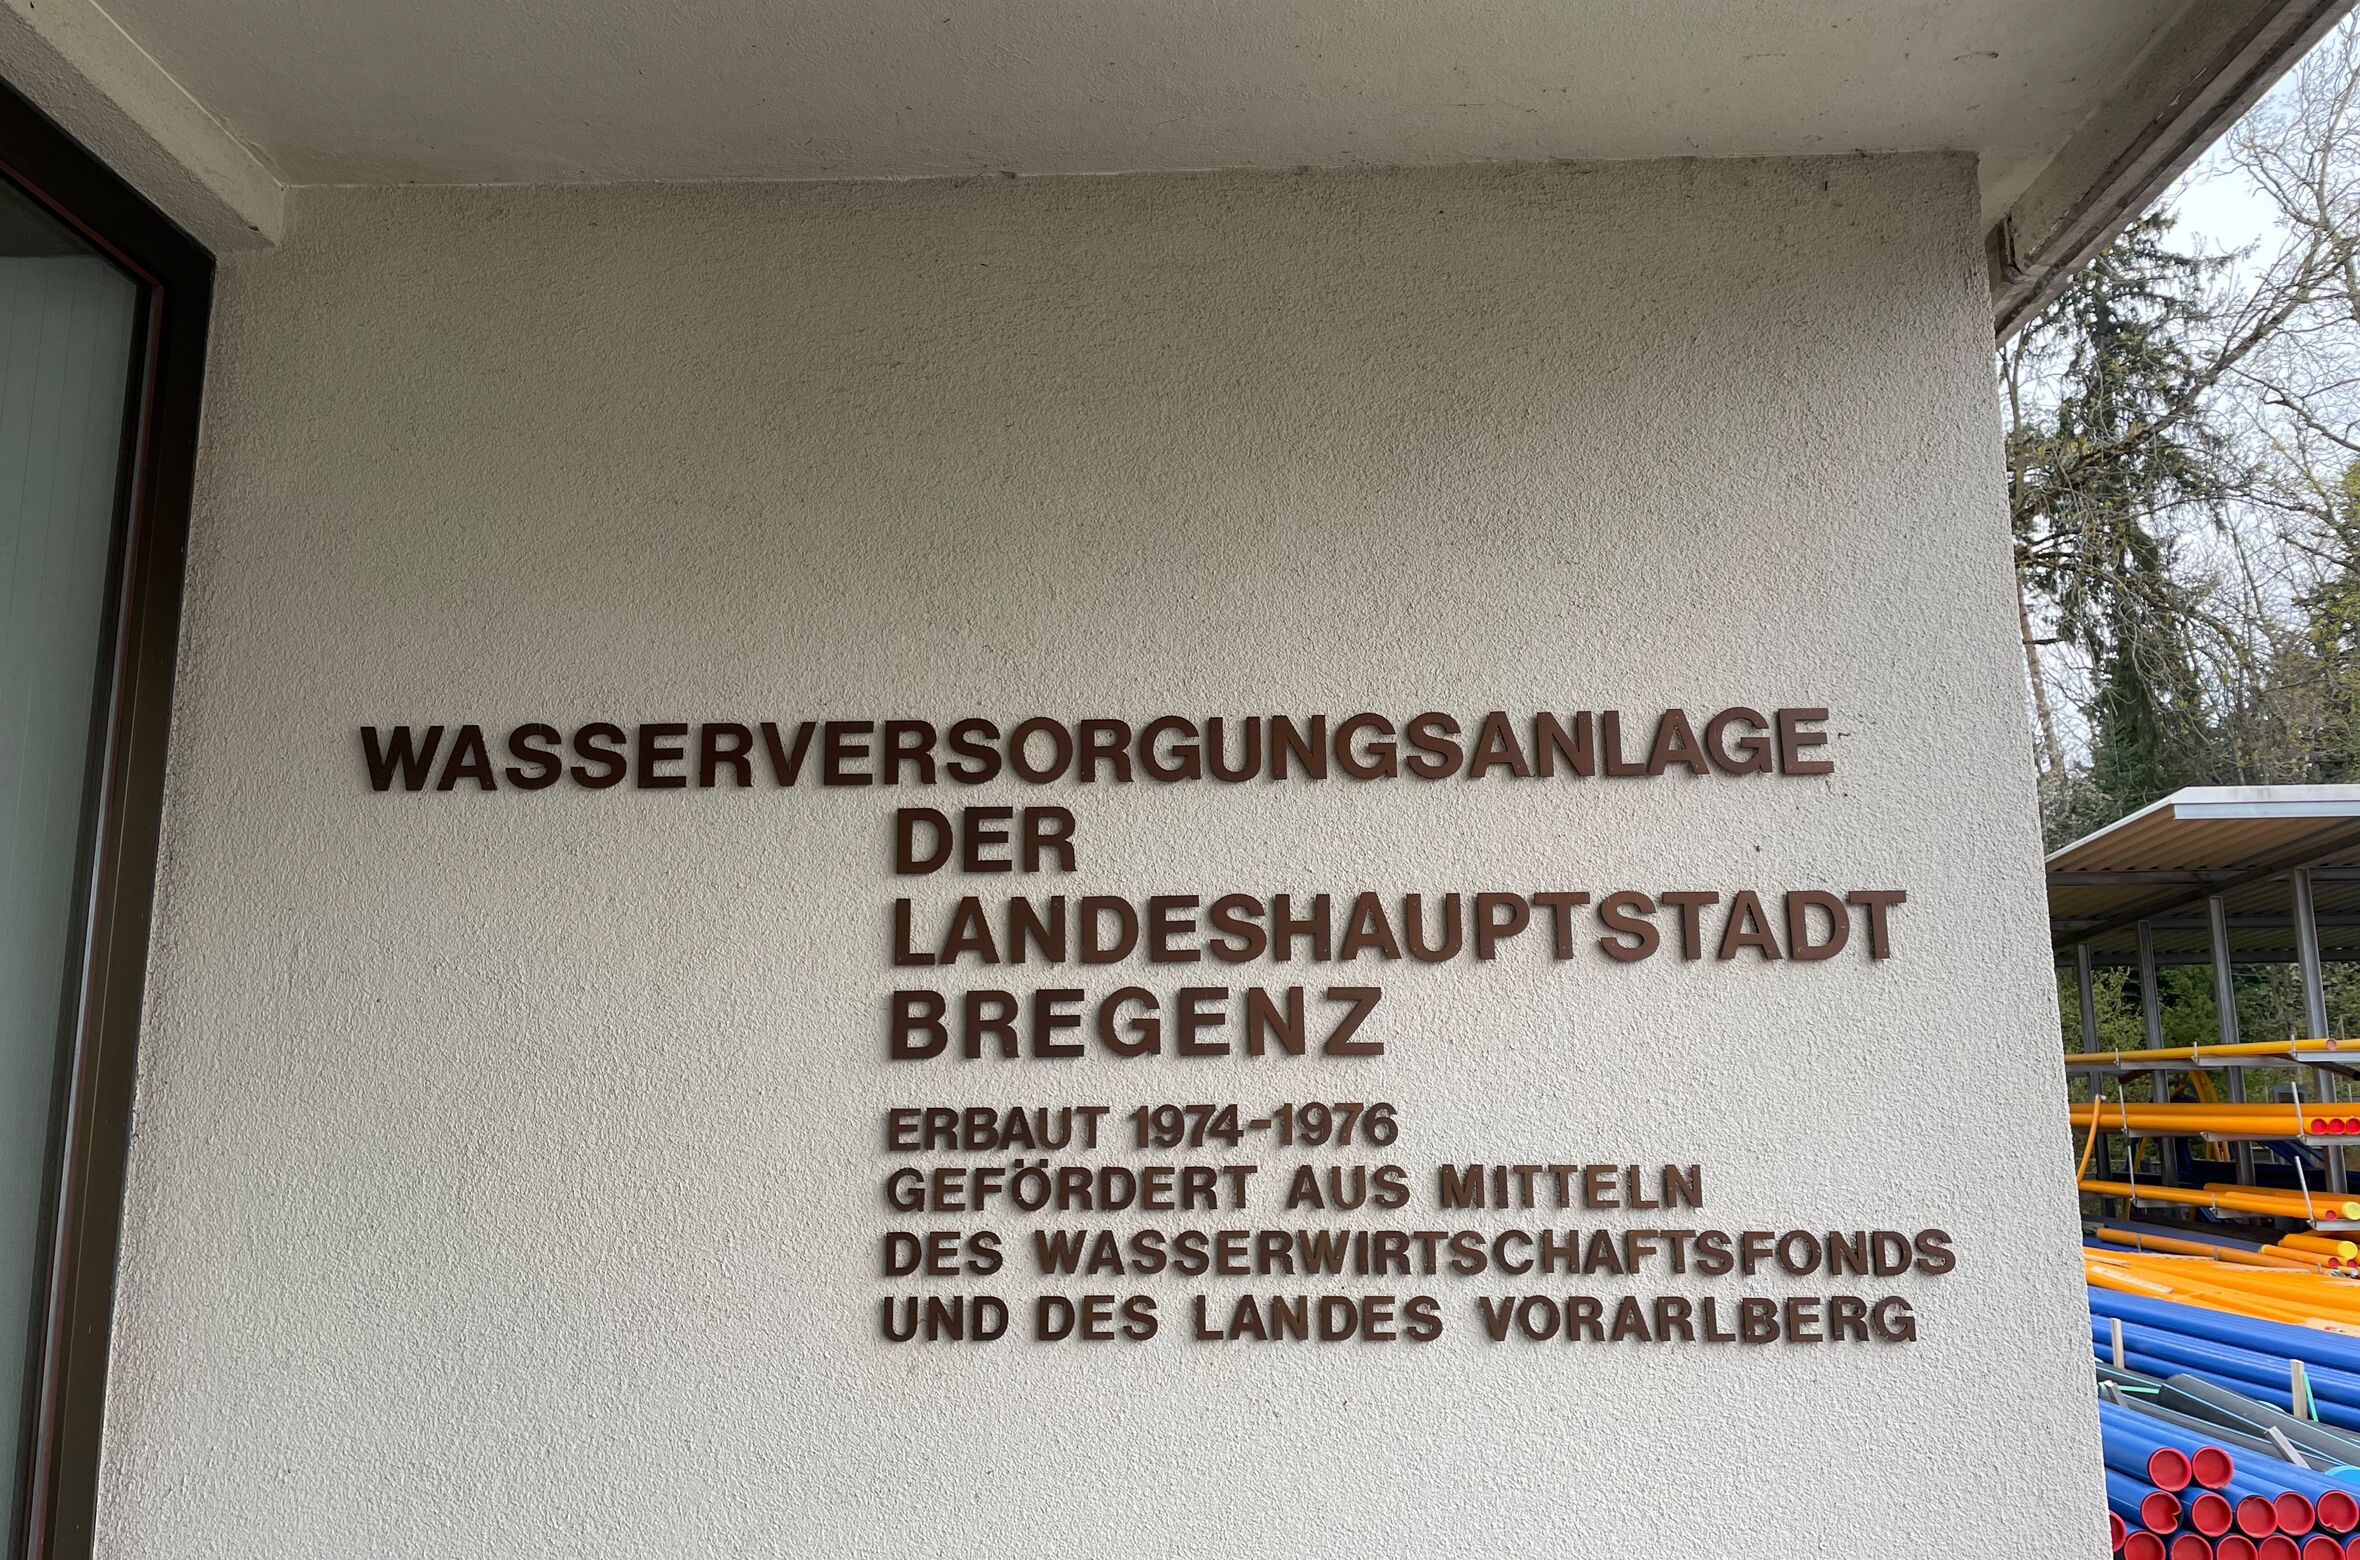 WASSERVERSORGUNGSANLAGE
DER
LANDESHAUPTSTADT
BREGENZ
ERBAUT 1974-1976
GEFÖRDERT AUS MITTELN
DES WASSERWIRTSCHAFTSFONDS
UND DES LANDES VORARLBERG